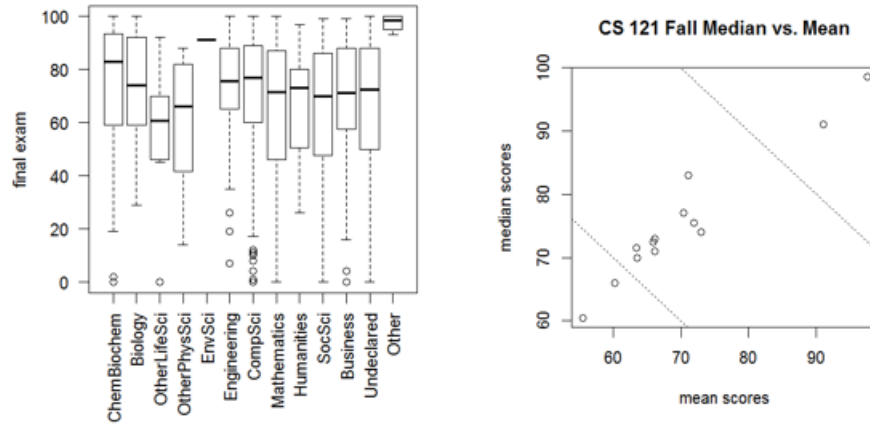 final exam
100
80
60
40
20
0
ChemBiochem
Biology
OtherLifeSci
OtherPhysSci
EnvSci
Engineering
CompSci
Mathematics
Humanities
SocSci
Business
Undeclared
Other
CS 121 Fall Median vs. Mean
median scores
100
90
80
70
60
60
70
80
90
mean scores